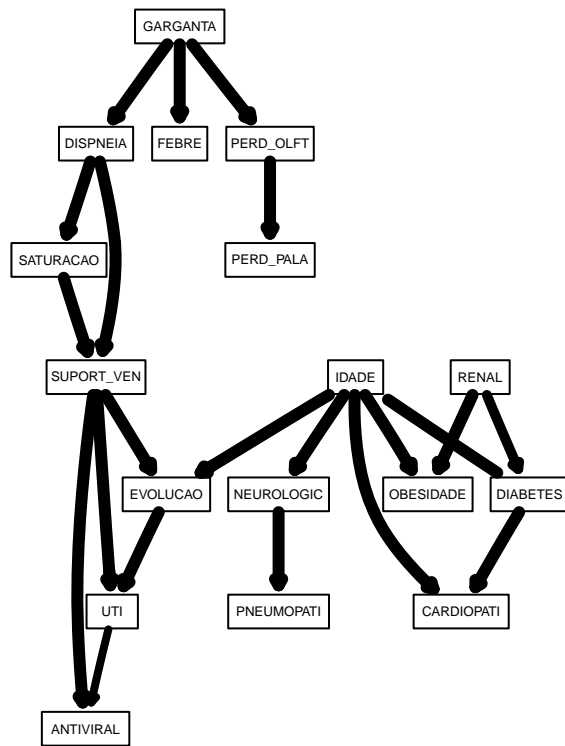 GARGANTA
DISPNEIA
FEBRE
PERD_OLFT
SATURACAO
PERD_PALA
SUPORT_VEN
IDADE
RENAL
EVOLUCAO
NEUROLOGIC
OBESIDADE
DIABETES
UTI
PNEUMOPATI
CARDIOPATI
ANTIVIRAL